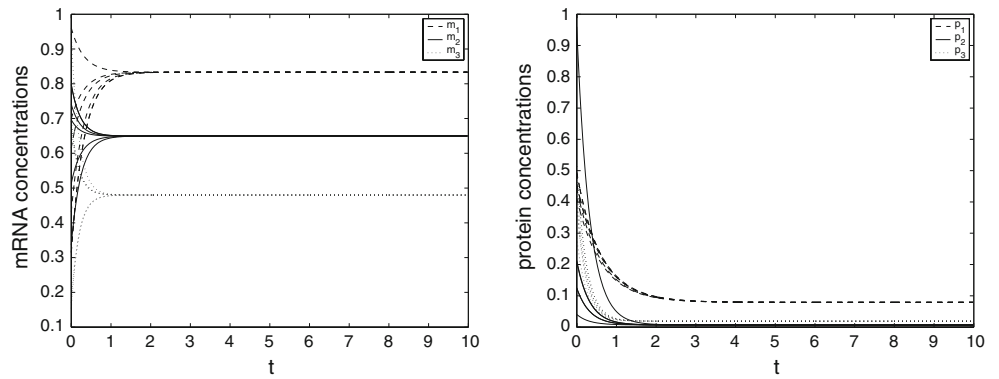 1
0.9
0.8
0.7
0.6
0.5
0.4
0.3
0.2
0.1
0 1 2 3 4 5 6 7 8 9 10
t
mRNA concentrations
m1
m2
m3
1
0.9
0.8
0.7
0.6
0.5
0.4
0.3
0.2
0.1
0
0 1 2 3 4 5 6 7 8 9 10
t
protein concentrations
p1
p2
p3